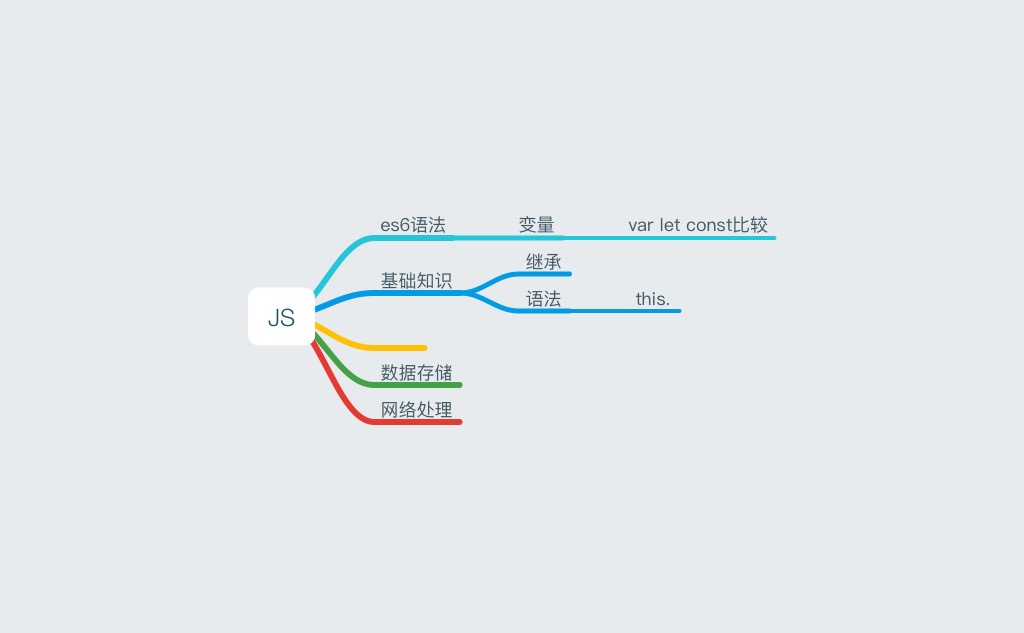 JS
es6语法
变量
var let const比较
基础知识
继承
语法
this.
数据存储
网络处理